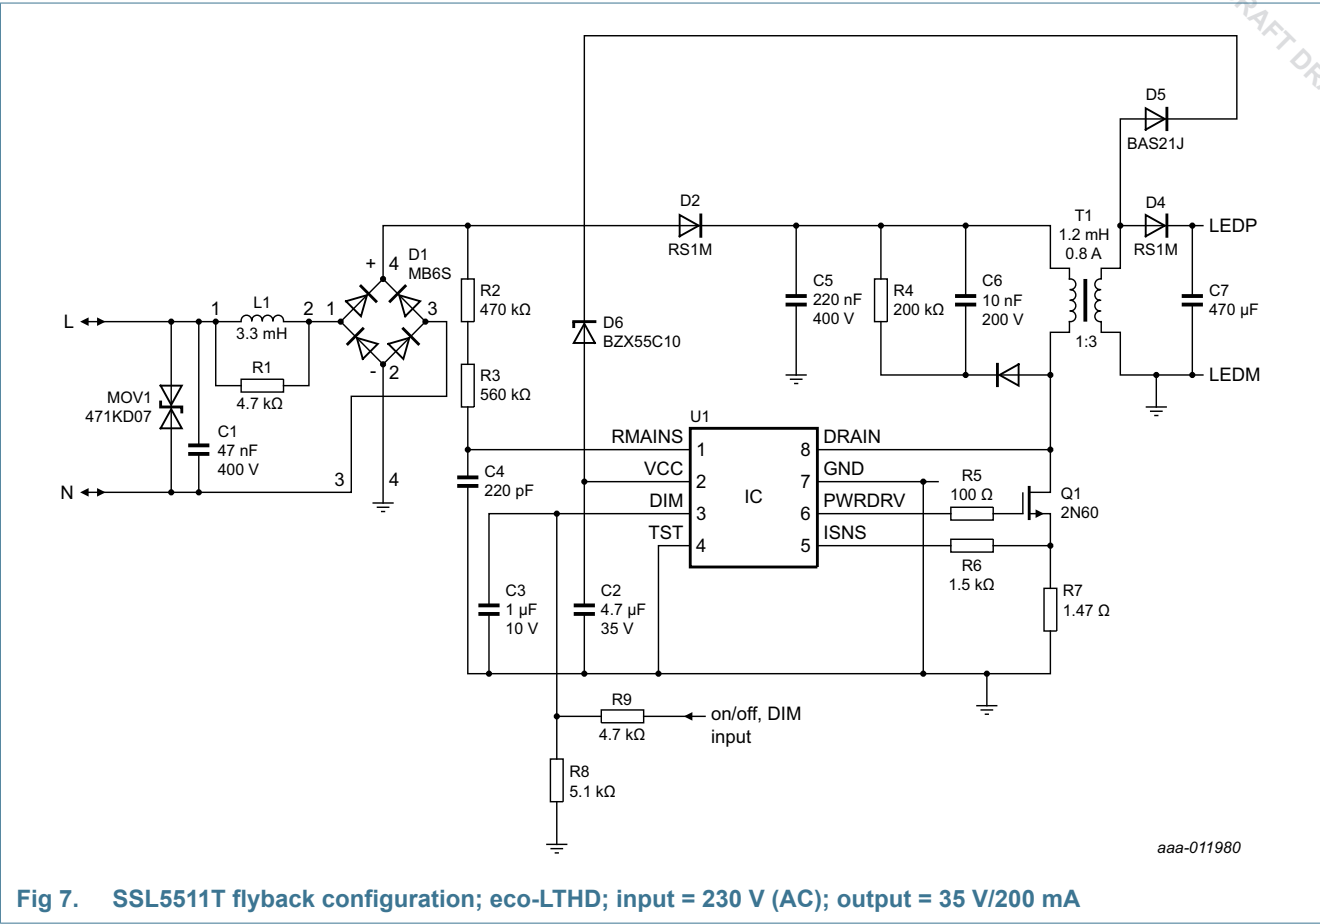 DRAFT DRA
D5
BAS21J
D2
RS1M
D4
RS1M
LEDP
T1
1.2 mH
0.8 A
1:3
+
4
D1
MB6S
1
2
1
3
-
2
L
L1
3.3 mH
R1
4.7 kΩ
R2
470 kΩ
R3
560 kΩ
D6
BZX55C10
C5
220 nF
400 V
R4
200 kΩ
C6
10 nF
200 V
C7
470 µF
LEDM
MOV1
471KD07
C1
47 nF
400 V
N
3
4
C4
220 pF
U1
RMAINS
1
8
DRAIN
VCC
2
7
GND
IC
DIM
3
6
PWRDRV
TST
4
5
ISNS
R5
100 Ω
Q1
2N60
R6
1.5 kΩ
R7
1.47 Ω
C3
1 µF
10 V
C2
4.7 µF
35 V
R9
4.7 kΩ
on/off, DIM
input
R8
5.1 kΩ
aaa-011980
Fig 7. SSL5511T flyback configuration; eco-LTHD; input = 230 V (AC); output = 35 V/200 mA